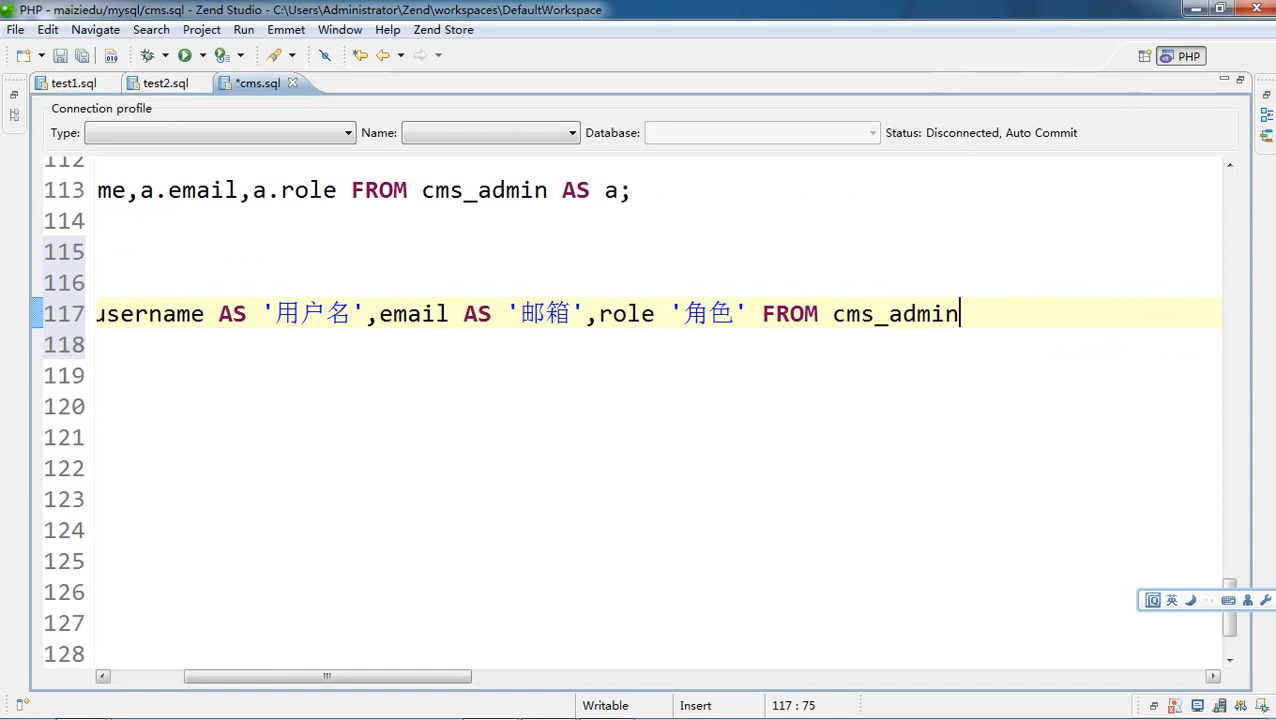 PHP - maiziedu/mysql/cms.sql - Zend Studio - C:\Users\Administrator\Zend\workspaces\DefaultWorkspace
File Edit Navigate Search Project Run Emmet Window Help Zend Store
PHP
test1.sql test2.sql *cms.sql
Connection profile
Type: Name: Database: Status: Disconnected, Auto Commit
112
113 me,a.email,a.role FROM cms_admin AS a;
114
115
116
117 username AS '用户名',email AS '邮箱',role '角色' FROM cms_admin
118
119
120
121
122
123
124
125
126
127
128
英
Writable Insert 117 : 75